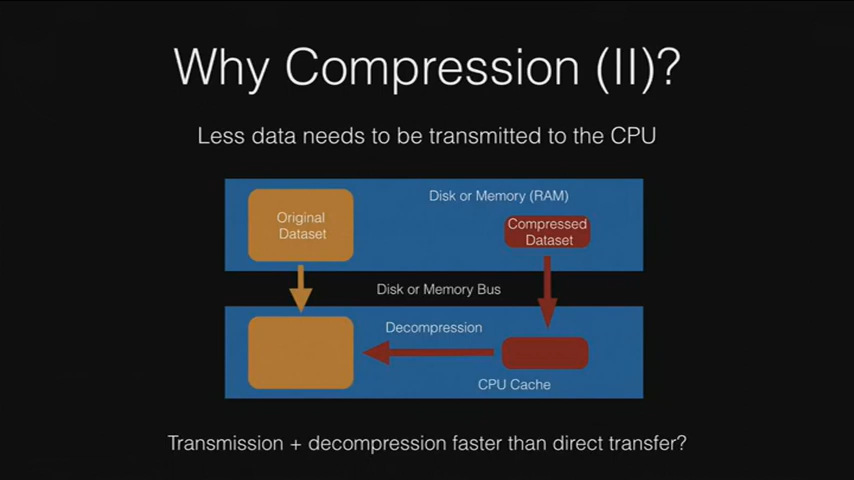 Why Compression (II)?
Less data needs to be transmitted to the CPU
Disk or Memory (RAM)
Original
Dataset
Compressed
Dataset
Disk or Memory Bus
Decompression
CPU Cache
Transmission + decompression faster than direct transfer?